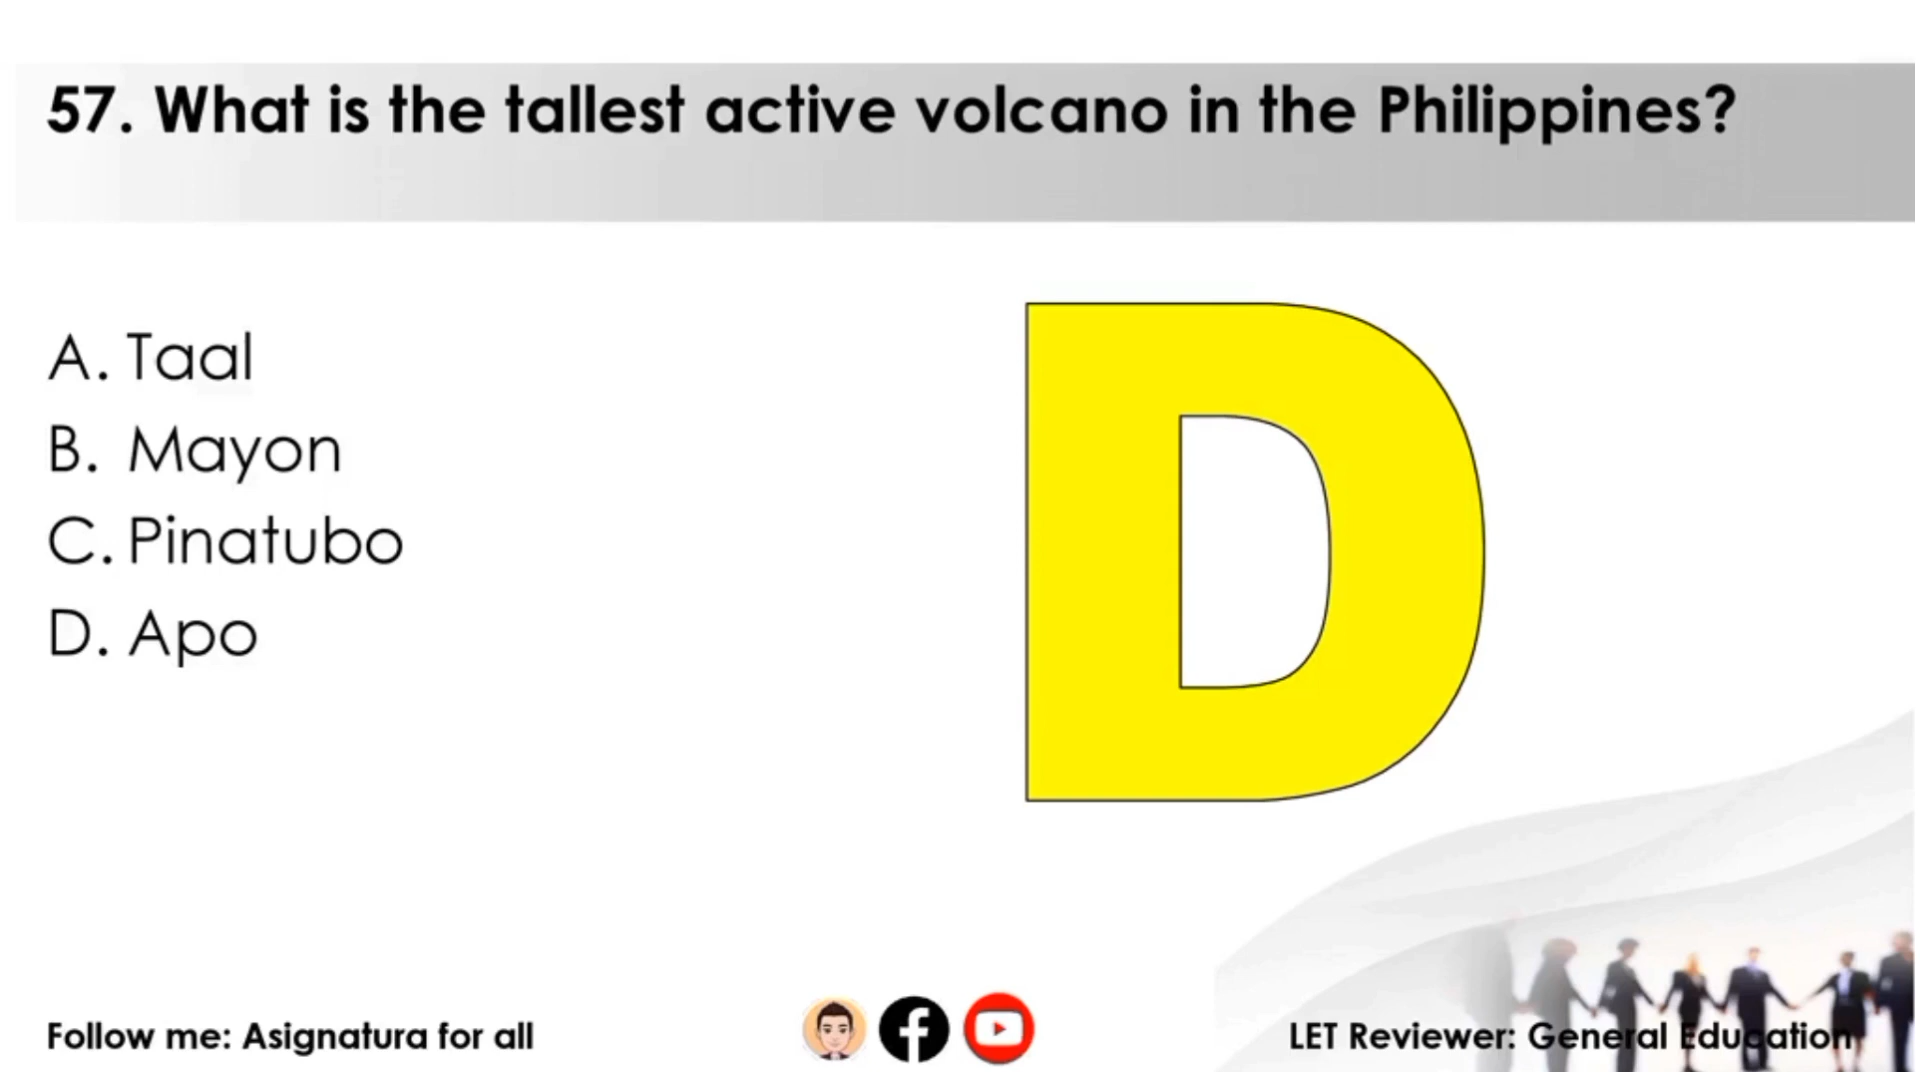 57. What is the tallest active volcano in the Philippines?
A. Taal
B. Mayon
C. Pinatubo
D. Apo
D
Follow me: Asignatura for all
LET Reviewer: General Education